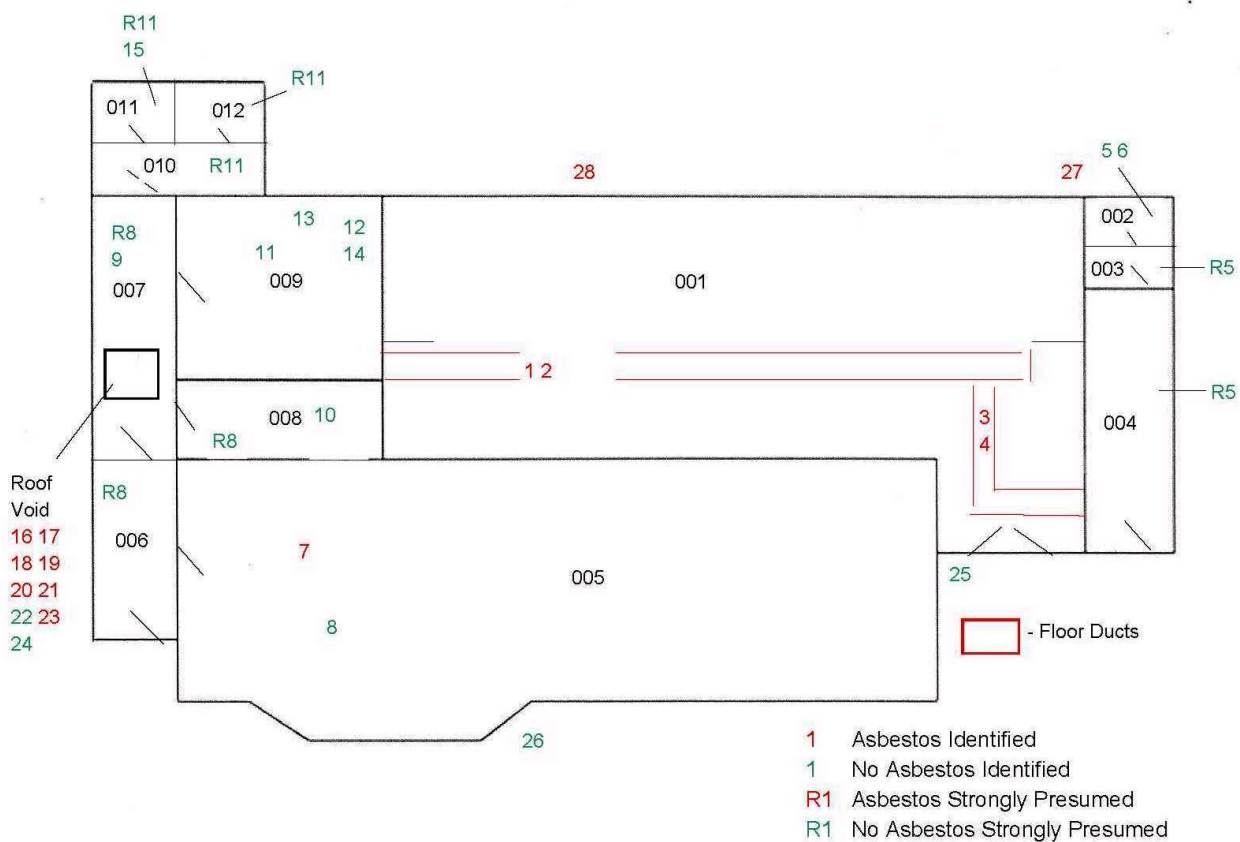 R11
15
R11
011
012
010
R11
28
27
5 6
002
003
R5
R8
9
007
13
12
11
14
009
001
1 2
008
10
R8
3
4
004
R5
Roof
Void
16 17
18 19
20 21
22 23
24
R8
006
7
8
005
25
- Floor Ducts
26
1 Asbestos Identified
1 No Asbestos Identified
R1 Asbestos Strongly Presumed
R1 No Asbestos Strongly Presumed